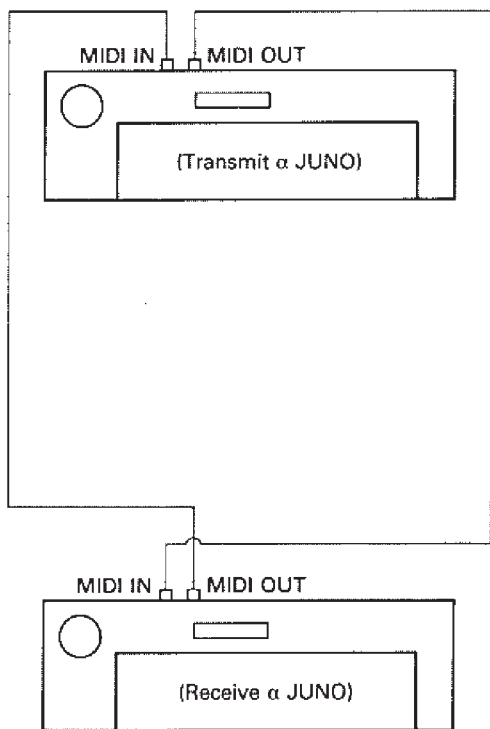 MIDI IN MIDI OUT
(Transmit α JUNO)
MIDI IN MIDI OUT
(Receive α JUNO)